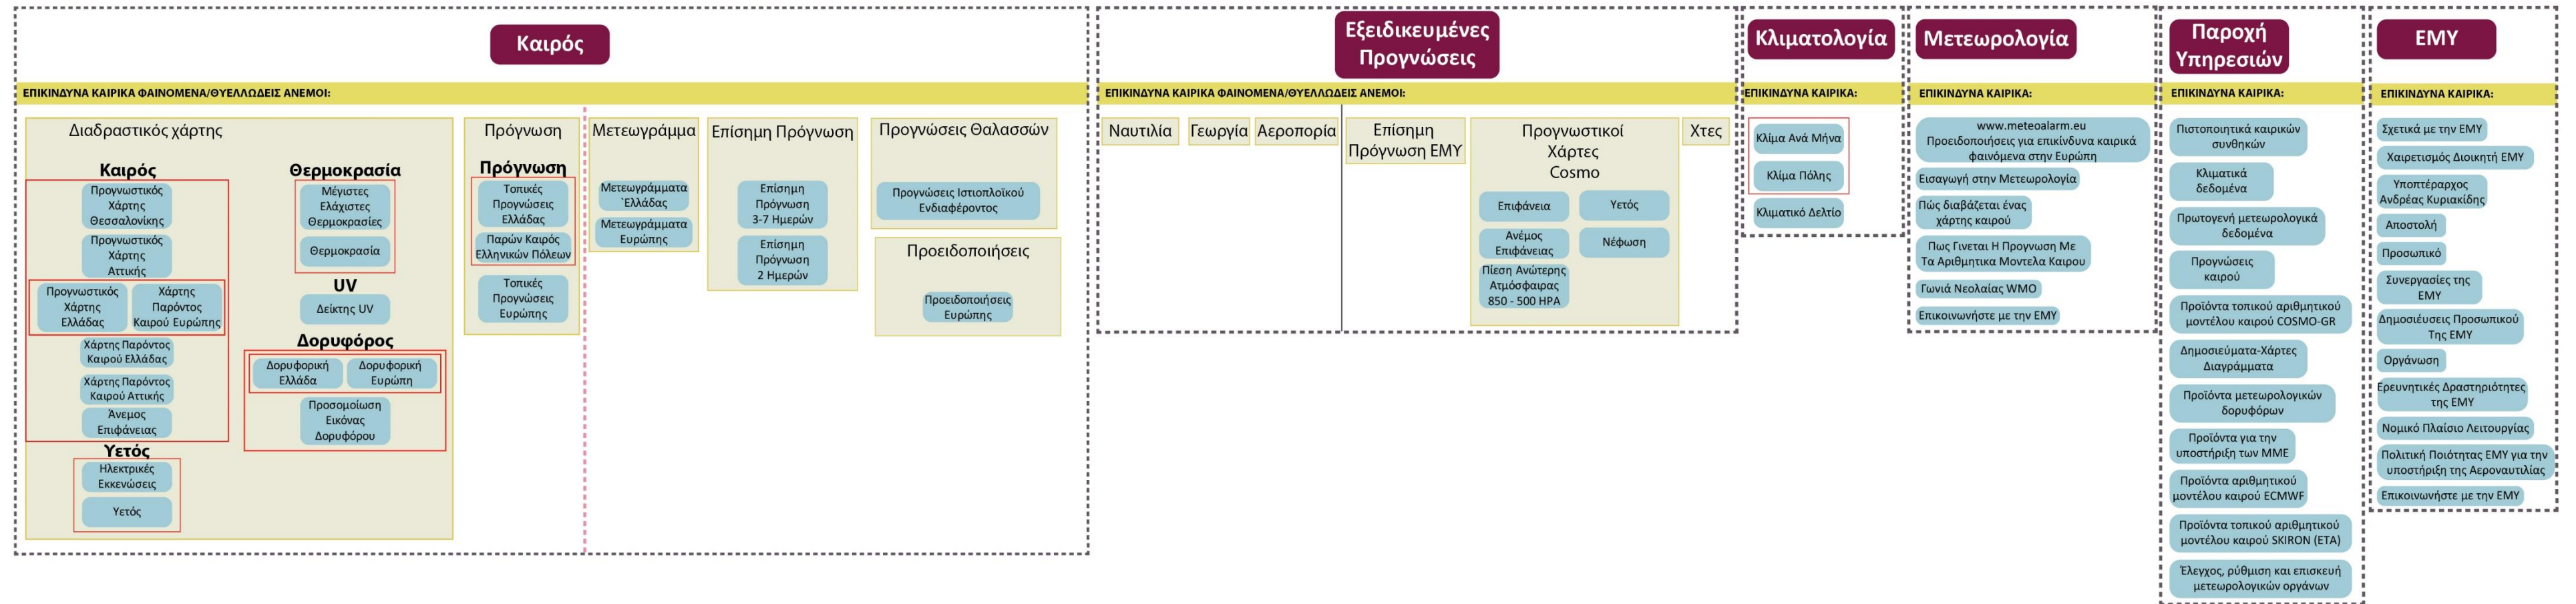 Καιρός
ΕΠΙΚΙΝΔΥΝΑ ΚΑΙΡΙΚΑ ΦΑΙΝΟΜΕΝΑ/ΘΥΕΛΛΩΔΕΙΣ ΑΝΕΜΟΙ:
Διαδραστικός χάρτης
Καιρός
Προγνωστικός
Χάρτης
Θεσσαλονίκης
Προγνωστικός
Χάρτης
Αττικής
Προγνωστικός
Χάρτης
Ελλάδας
Χάρτης
Παρόντος
Καιρού Ευρώπης
Χάρτης Παρόντος
Καιρού Ελλάδας
Χάρτης Παρόντος
Καιρού Αττικής
Άνεμος
Επιφάνειας
Υετός
Ηλεκτρικές
Εκκενώσεις
Υετός
Θερμοκρασία
Μέγιστες
Ελάχιστες
Θερμοκρασίες
Θερμοκρασία
UV
Δείκτης UV
Δορυφόρος
Δορυφορική
Ελλάδα
Δορυφορική
Ευρώπη
Προσομοίωση
Εικόνας
Δορυφόρου
Πρόγνωση
Πρόγνωση
Τοπικές
Προγνώσεις
Ελλάδας
Παρών Καιρός
Ελληνικών Πόλεων
Τοπικές
Προγνώσεις
Ευρώπης
Μετεωγράμμα
Μετεωγράμματα
`Ελλάδας
Μετεωγράμματα
Ευρώπης
Επίσημη Πρόγνωση
Επίσημη
Πρόγνωση
3-7 Ημερών
Επίσημη
Πρόγνωση
2 Ημερών
Προγνώσεις Θαλασσών
Προγνώσεις Ιστιοπλοϊκού
Ενδιαφέροντος
Προειδοποιήσεις
Προειδοποιήσεις
Ευρώπης
Εξειδικευμένες
Προγνώσεις
ΕΠΙΚΙΝΔΥΝΑ ΚΑΙΡΙΚΑ ΦΑΙΝΟΜΕΝΑ/ΘΥΕΛΛΩΔΕΙΣ ΑΝΕΜΟΙ:
Ναυτιλία
Γεωργία
Αεροπορία
Επίσημη
Πρόγνωση ΕΜΥ
Προγνωστικοί
Χάρτες
Cosmo
Επιφάνεια
Υετός
Ανέμος
Επιφάνειας
Νέφωση
Πίεση Ανώτερης
Ατμόσφαιρας
850 - 500 HPA
Χτες
Κλιματολογία
ΕΠΙΚΙΝΔΥΝΑ ΚΑΙΡΙΚΑ:
Κλίμα Ανά Μήνα
Κλίμα Πόλης
Κλιματικό Δελτίο
Μετεωρολογία
ΕΠΙΚΙΝΔΥΝΑ ΚΑΙΡΙΚΑ:
www.meteoalarm.eu
Προειδοποιήσεις για επικίνδυνα καιρικά
φαινόμενα στην Ευρώπη
Εισαγωγή στην Μετεωρολογία
Πώς διαβάζεται ένας
χάρτης καιρού
Πως Γινεται Η Προγνωση Με
Τα Αριθμητικα Μοντελα Καιρου
Γωνιά Νεολαίας WMO
Επικοινωνήστε με την ΕΜΥ
Παροχή
Υπηρεσιών
ΕΠΙΚΙΝΔΥΝΑ ΚΑΙΡΙΚΑ:
Πιστοποιητικά καιρικών
συνθηκών
Κλιματικά
δεδομένα
Πρωτογενή μετεωρολογικά
δεδομένα
Προγνώσεις
καιρού
Προϊόντα τοπικού αριθμητικού
μοντέλου καιρού COSMO-GR
Δημοσιεύματα-Χάρτες
Διαγράμματα
Προϊόντα μετεωρολογικών
δορυφόρων
Προϊόντα για την
υποστήριξη των ΜΜΕ
Προϊόντα αριθμητικού
μοντέλου καιρού ECMWF
Προϊόντα τοπικού αριθμητικού
μοντέλου καιρού SKIRON (ETA)
Έλεγχος, ρύθμιση και επισκευή
μετεωρολογικών οργάνων
ΕΜΥ
ΕΠΙΚΙΝΔΥΝΑ ΚΑΙΡΙΚΑ:
Σχετικά με την ΕΜΥ
Χαιρετισμός Διοικητή ΕΜΥ
Υποπτέραρχος
Ανδρέας Κυριακίδης
Αποστολή
Προσωπικό
Συνεργασίες της
ΕΜΥ
Δημοσιέυσεις Προσωπικού
Της ΕΜΥ
Οργάνωση
Ερευνητικές Δραστηριότητες
της ΕΜΥ
Νομικό Πλαίσιο Λειτουργίας
Πολιτική Ποιότητας ΕΜΥ για την
υποστήριξη της Αεροναυτιλίας
Επικοινωνήστε με την ΕΜΥ